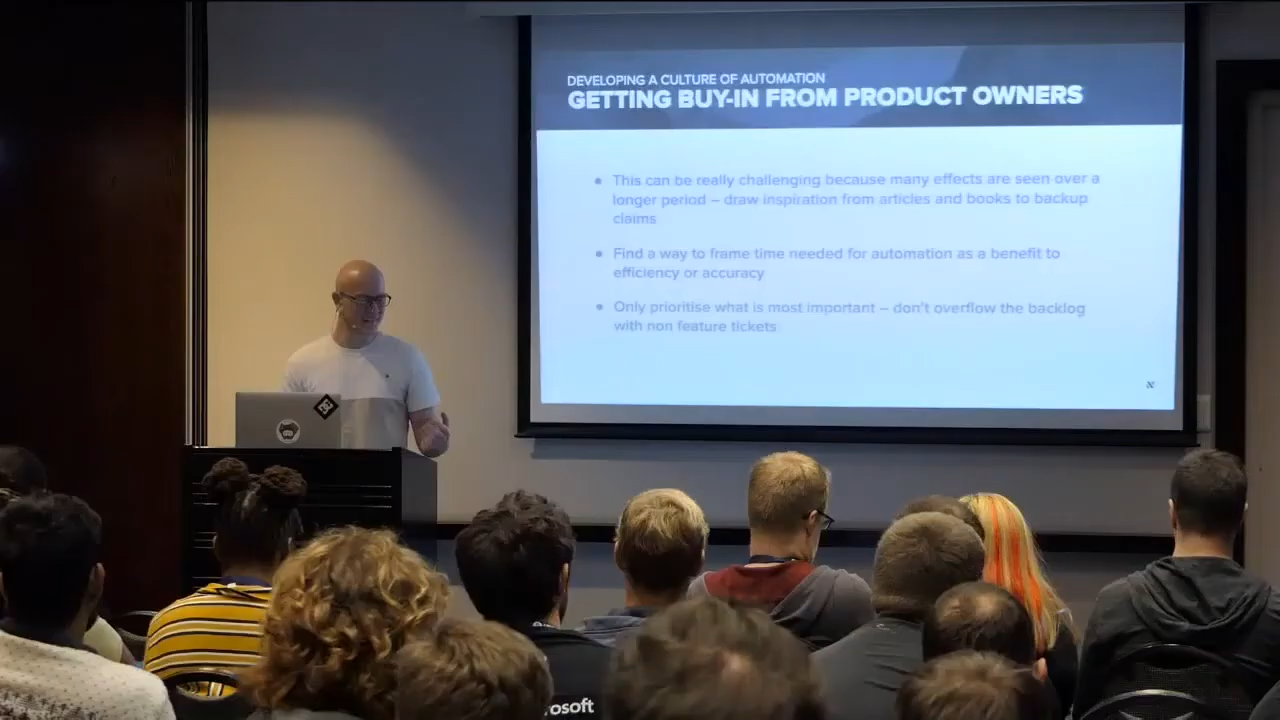 DEVELOPING A CULTURE OF AUTOMATION
GETTING BUY-IN FROM PRODUCT OWNERS
• This can be really challenging because many effects are seen over a
longer period – draw inspiration from articles and books to backup
claims
• Find a way to frame time needed for automation as a benefit to
efficiency or accuracy
• Only prioritise what is most important – don't overflow the backlog
with non feature tickets
N
DC
rosoft